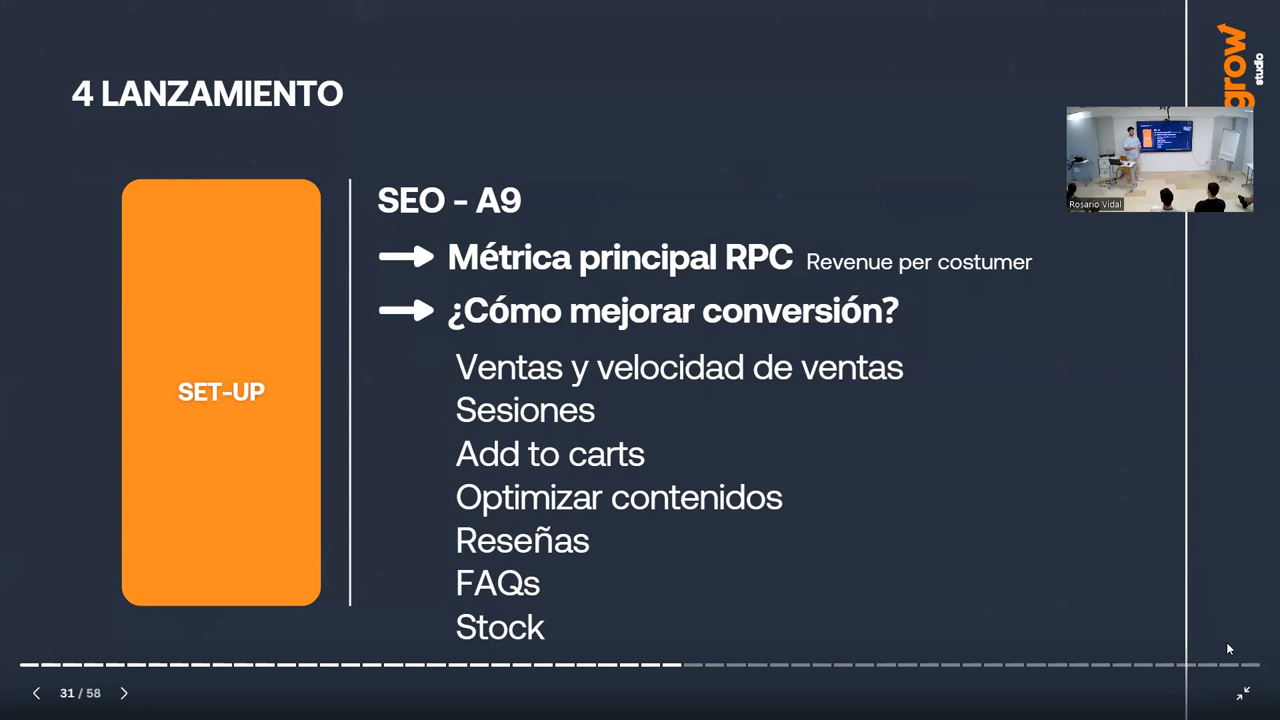 4 LANZAMIENTO
grow
studio
SET-UP
SEO - A9
Métrica principal RPC Revenue per costumer
¿Cómo mejorar conversión?
Ventas y velocidad de ventas
Sesiones
Add to carts
Optimizar contenidos
Reseñas
FAQs
Stock
Rosario Vidal
31 / 58